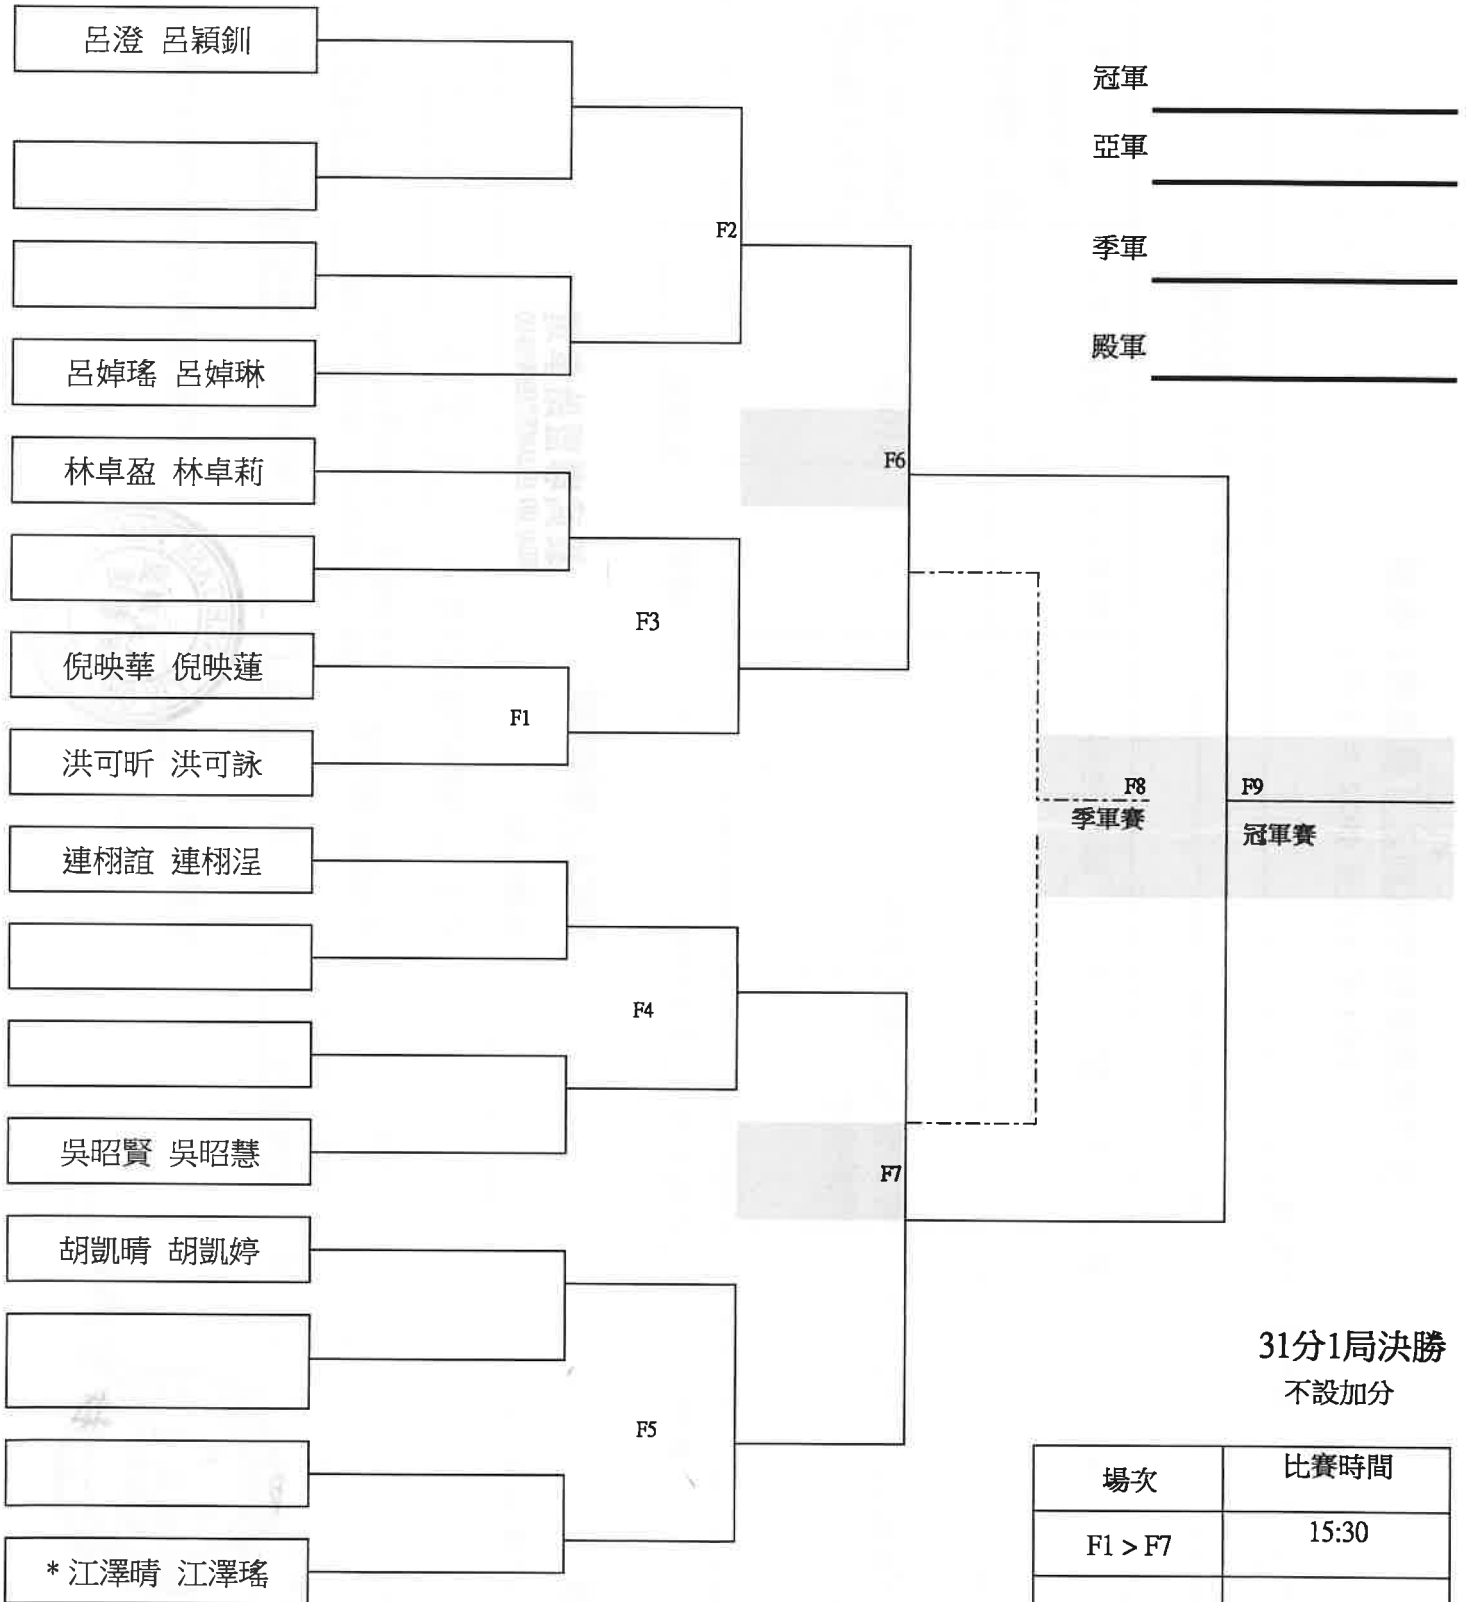 呂澄 呂穎釧
呂婥瑤 呂婥琳
林卓盈 林卓莉
倪映華 倪映蓮
洪可昕 洪可詠
連栩誼 連栩浧
吳昭賢 吳昭慧
胡凱晴 胡凱婷
* 江澤晴 江澤瑤
F1
F2
F3
F4
F5
F6
F7
F8
季軍賽
F9
冠軍賽
冠軍
亞軍
季軍
殿軍
31分1局決勝
不設加分
場次 比賽時間
F1 > F7 15:30